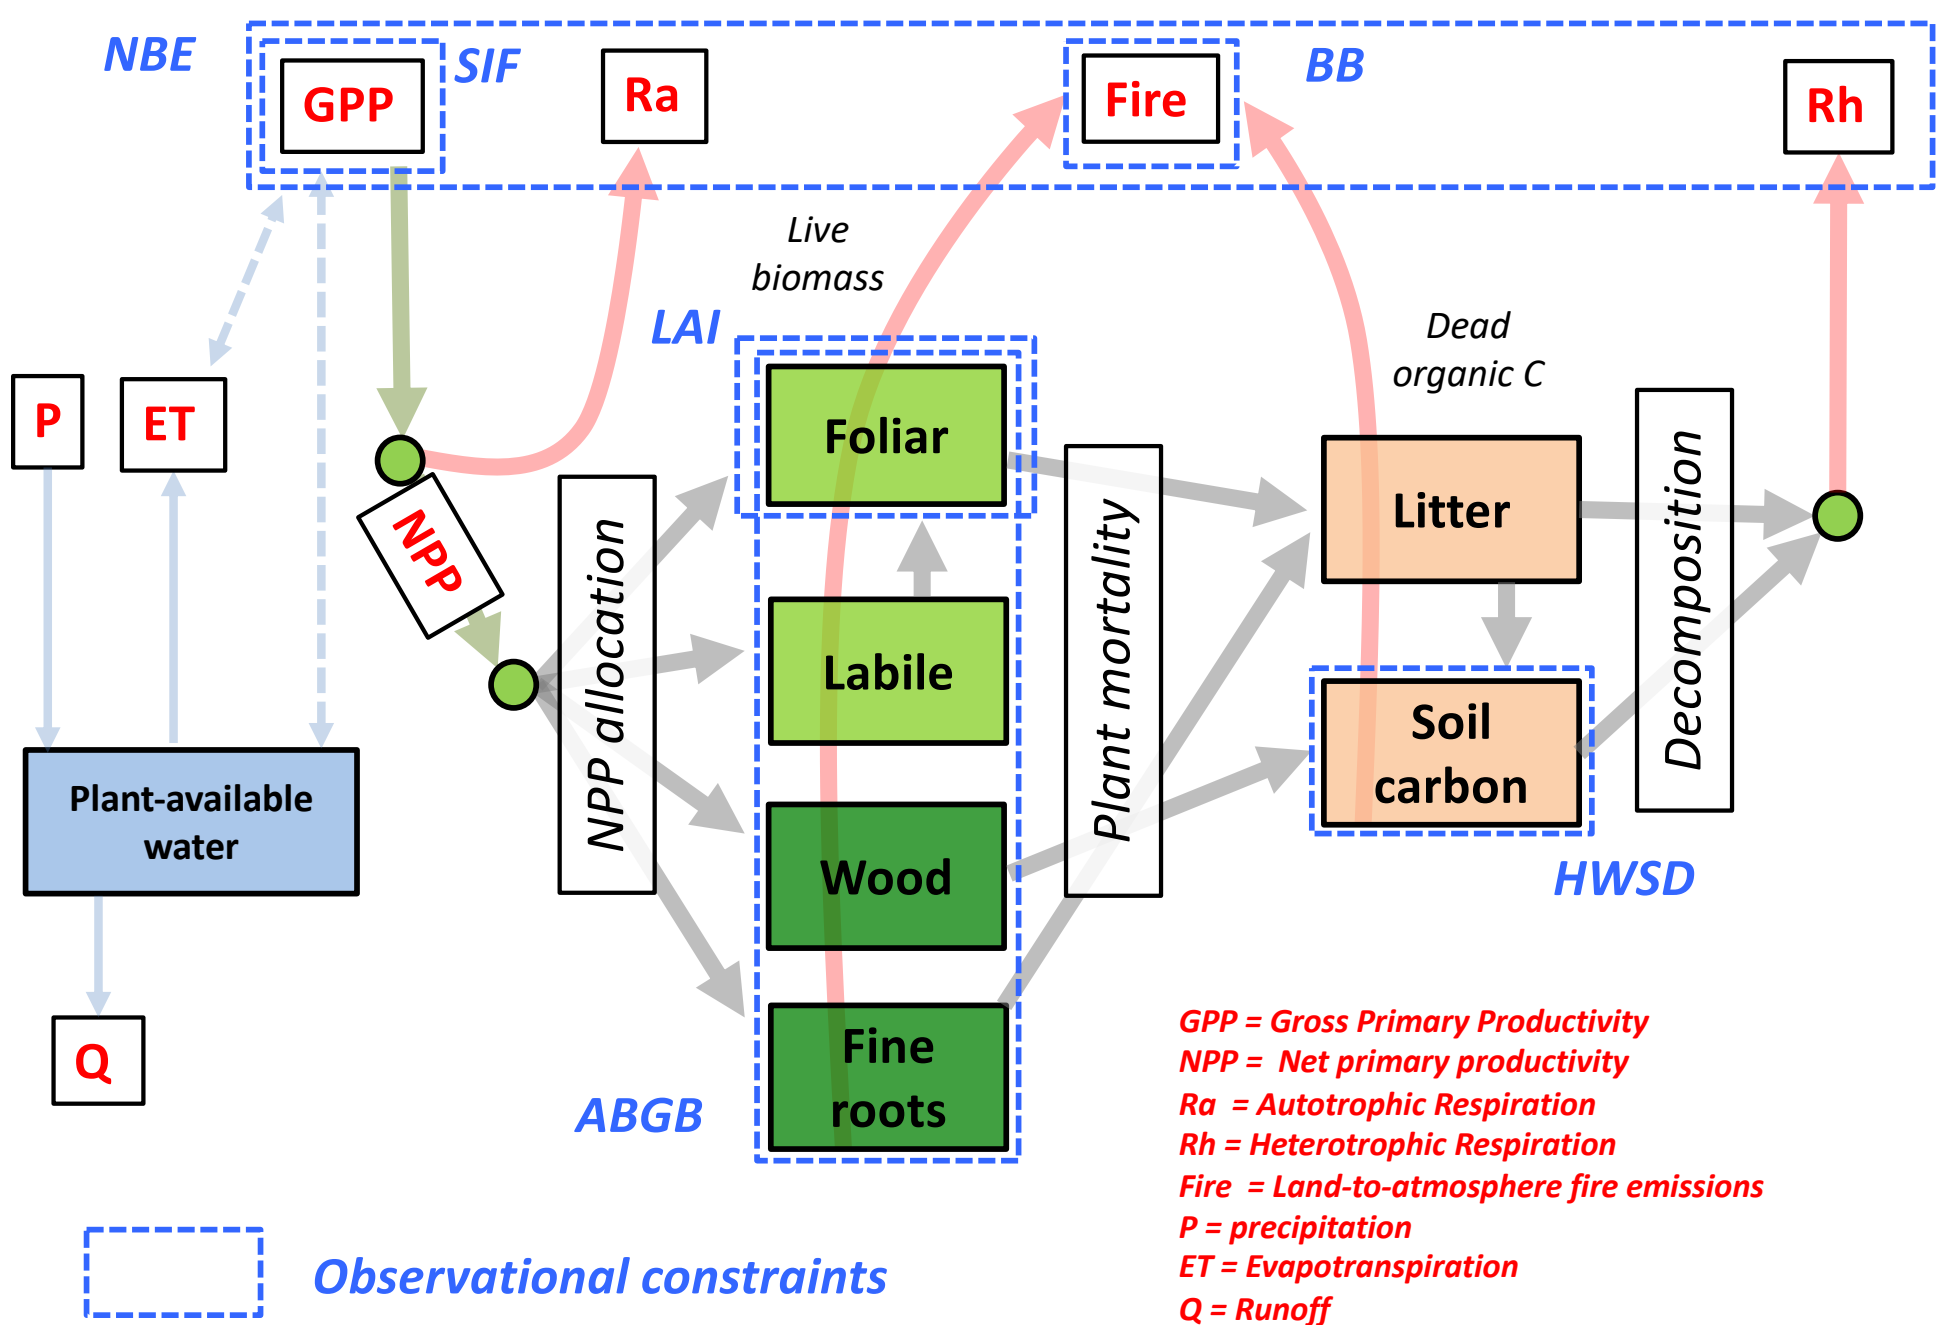 NBE
SIF
BB
GPP
Ra
Fire
Rh
Live
biomass
LAI
Dead
organic C
P
ET
Foliar
Litter
NPP
NPP allocation
Plant mortality
Decomposition
Labile
Soil
carbon
Plant-available
water
Wood
HWSD
Q
Fine
roots
ABGB
GPP = Gross Primary Productivity
NPP = Net primary productivity
Ra = Autotrophic Respiration
Rh = Heterotrophic Respiration
Fire = Land-to-atmosphere fire emissions
P = precipitation
ET = Evapotranspiration
Q = Runoff
Observational constraints